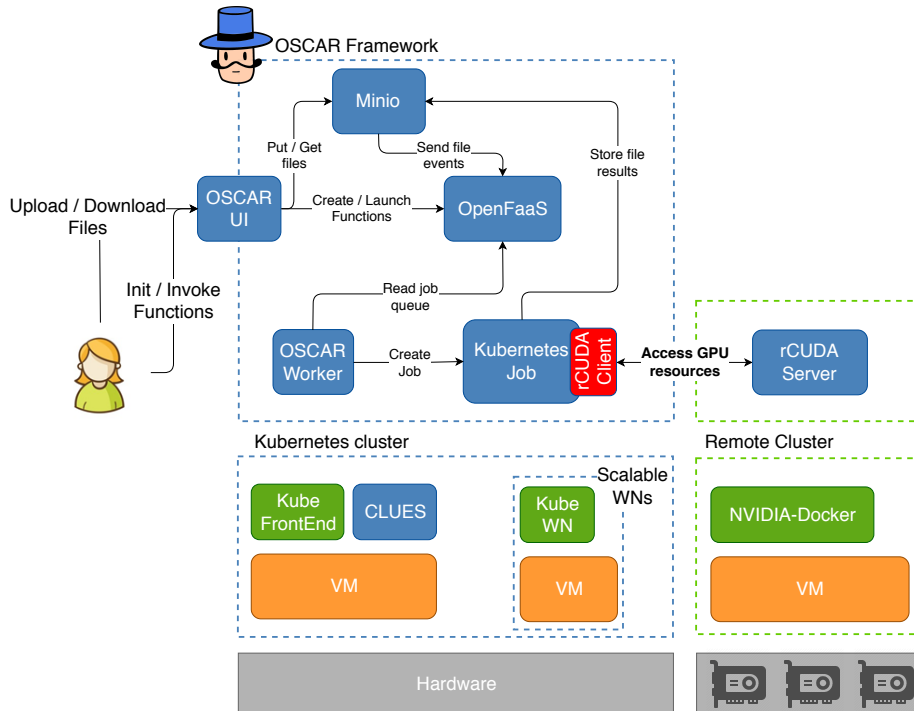 OSCAR Framework
Minio
Put / Get
files
Send file
events
Store file
results
Upload / Download
Files
OSCAR
UI
Create / Launch
Functions
OpenFaaS
Init / Invoke
Functions
Read job
queue
OSCAR
Worker
Create
Job
Kubernetes
Job
rCUDA
Client
Access GPU
resources
rCUDA
Server
Kubernetes cluster
Remote Cluster
Scalable
WNs
Kube
FrontEnd
CLUES
Kube
WN
NVIDIA-Docker
VM
VM
VM
Hardware